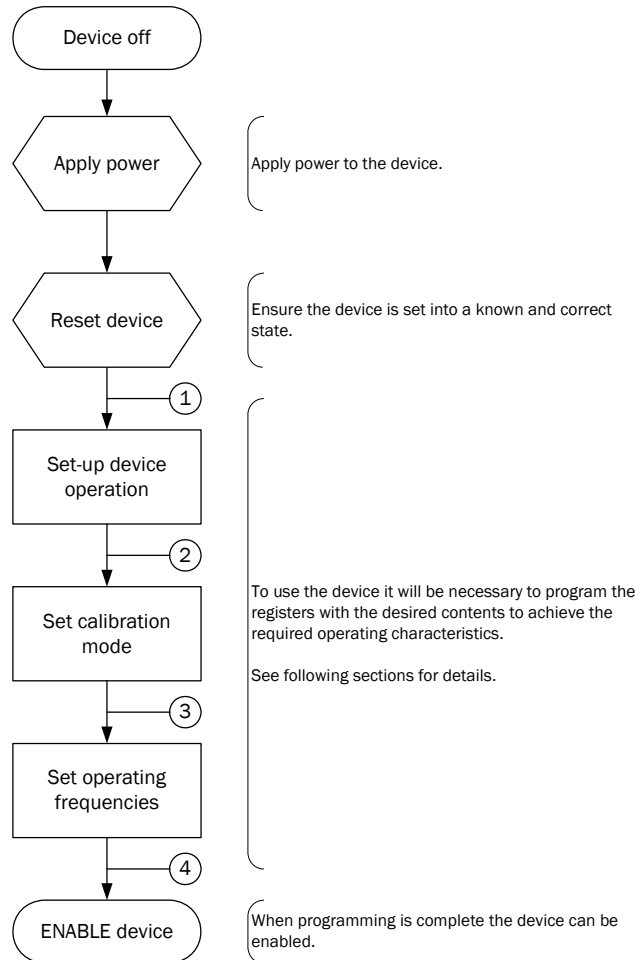 Device off
Apply power
Apply power to the device.
Reset device
Ensure the device is set into a known and correct
state.
1
Set-up device
operation
2
Set calibration
mode
To use the device it will be necessary to program the
registers with the desired contents to achieve the
required operating characteristics.
See following sections for details.
3
Set operating
frequencies
4
ENABLE device
When programming is complete the device can be
enabled.